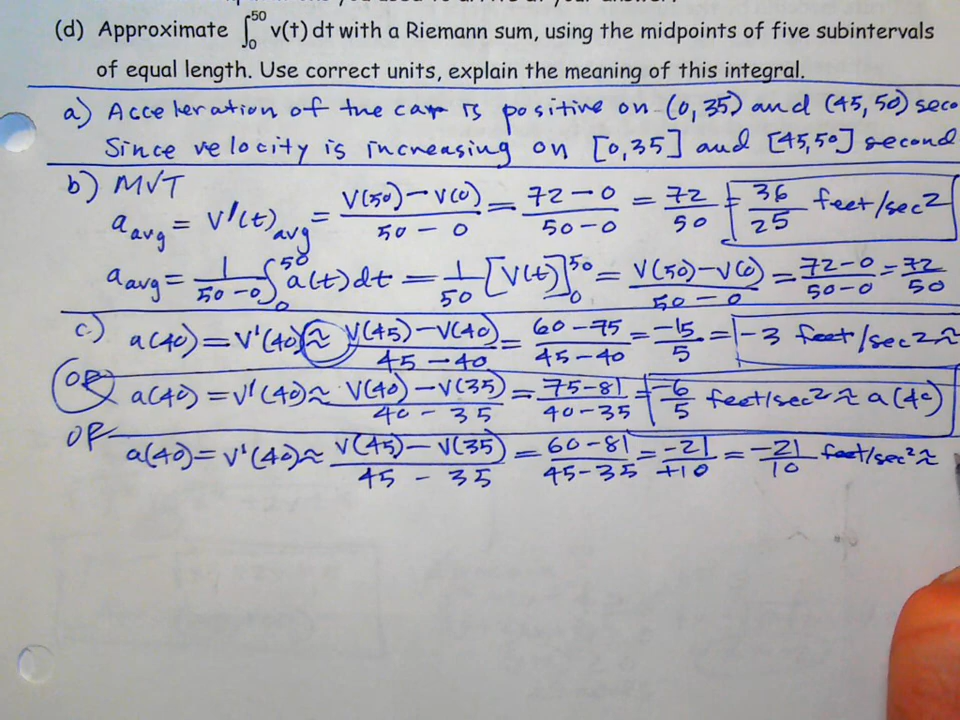 (d) Approximate ∫₀⁵⁰ v(t) dt with a Riemann sum, using the midpoints of five subintervals
of equal length. Use correct units, explain the meaning of this integral.
a) Acceleration of the car is positive on (0, 35) and (45, 50) seco
Since velocity is increasing on [0,35] and [45,50] second
b) MVT
a_avg = V'(t)_avg = (V(50) - V(0))/(50 - 0) = (72 - 0)/(50 - 0) = 72/50 = 36/25 feet/sec²
a_avg = 1/(50-0) ∫₀⁵⁰ a(t) dt = 1/50 [V(t)]₀⁵⁰ = (V(50) - V(0))/(50 - 0) = (72-0)/(50-0) = 72/50
c) a(40) = V'(40) ≈ (V(45) - V(40))/(45 - 40) = (60 - 75)/(45 - 40) = -15/5 = -3 feet/sec² ≈
OR a(40) = V'(40) ≈ (V(40) - V(35))/(40 - 35) = (75-81)/(40-35) = -6/5 feet/sec² ≈ a(40)
OR a(40) = V'(40) ≈ (V(45) - V(35))/(45 - 35) = (60-81)/(45-35) = -21/+10 = -21/10 feet/sec² ≈